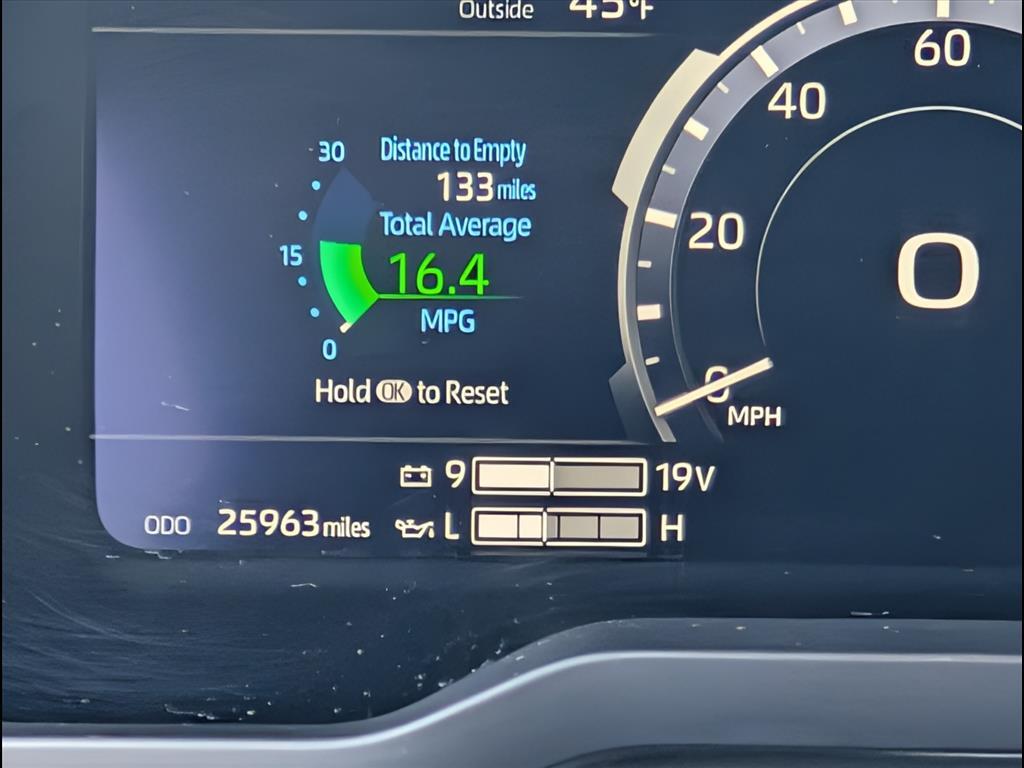 Outside 45°F
30
Distance to Empty
133 miles
Total Average
15
16.4
MPG
0
Hold OK to Reset
60
40
20
0
0
MPH
9 19V
ODO 25963 miles
L H